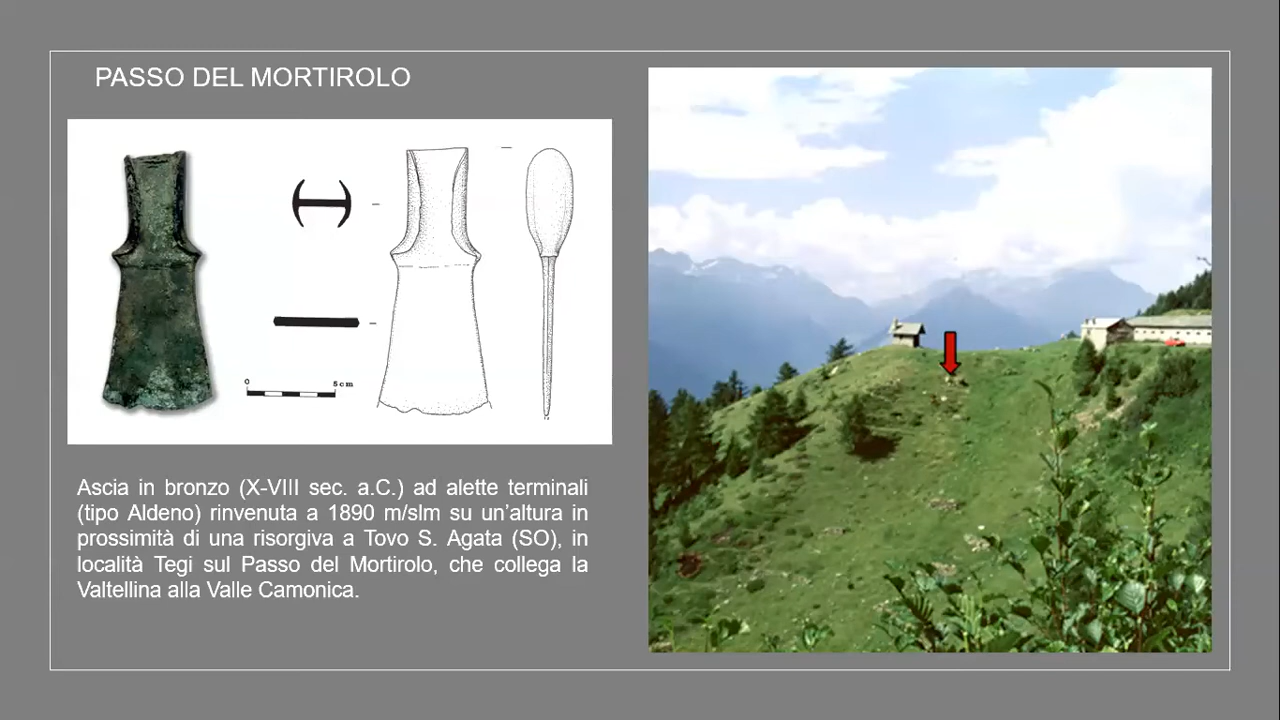 PASSO DEL MORTIROLO
0 5 cm
Ascia in bronzo (X-VIII sec. a.C.) ad alette terminali
(tipo Aldeno) rinvenuta a 1890 m/slm su un'altura in
prossimità di una risorgiva a Tovo S. Agata (SO), in
località Tegi sul Passo del Mortirolo, che collega la
Valtellina alla Valle Camonica.